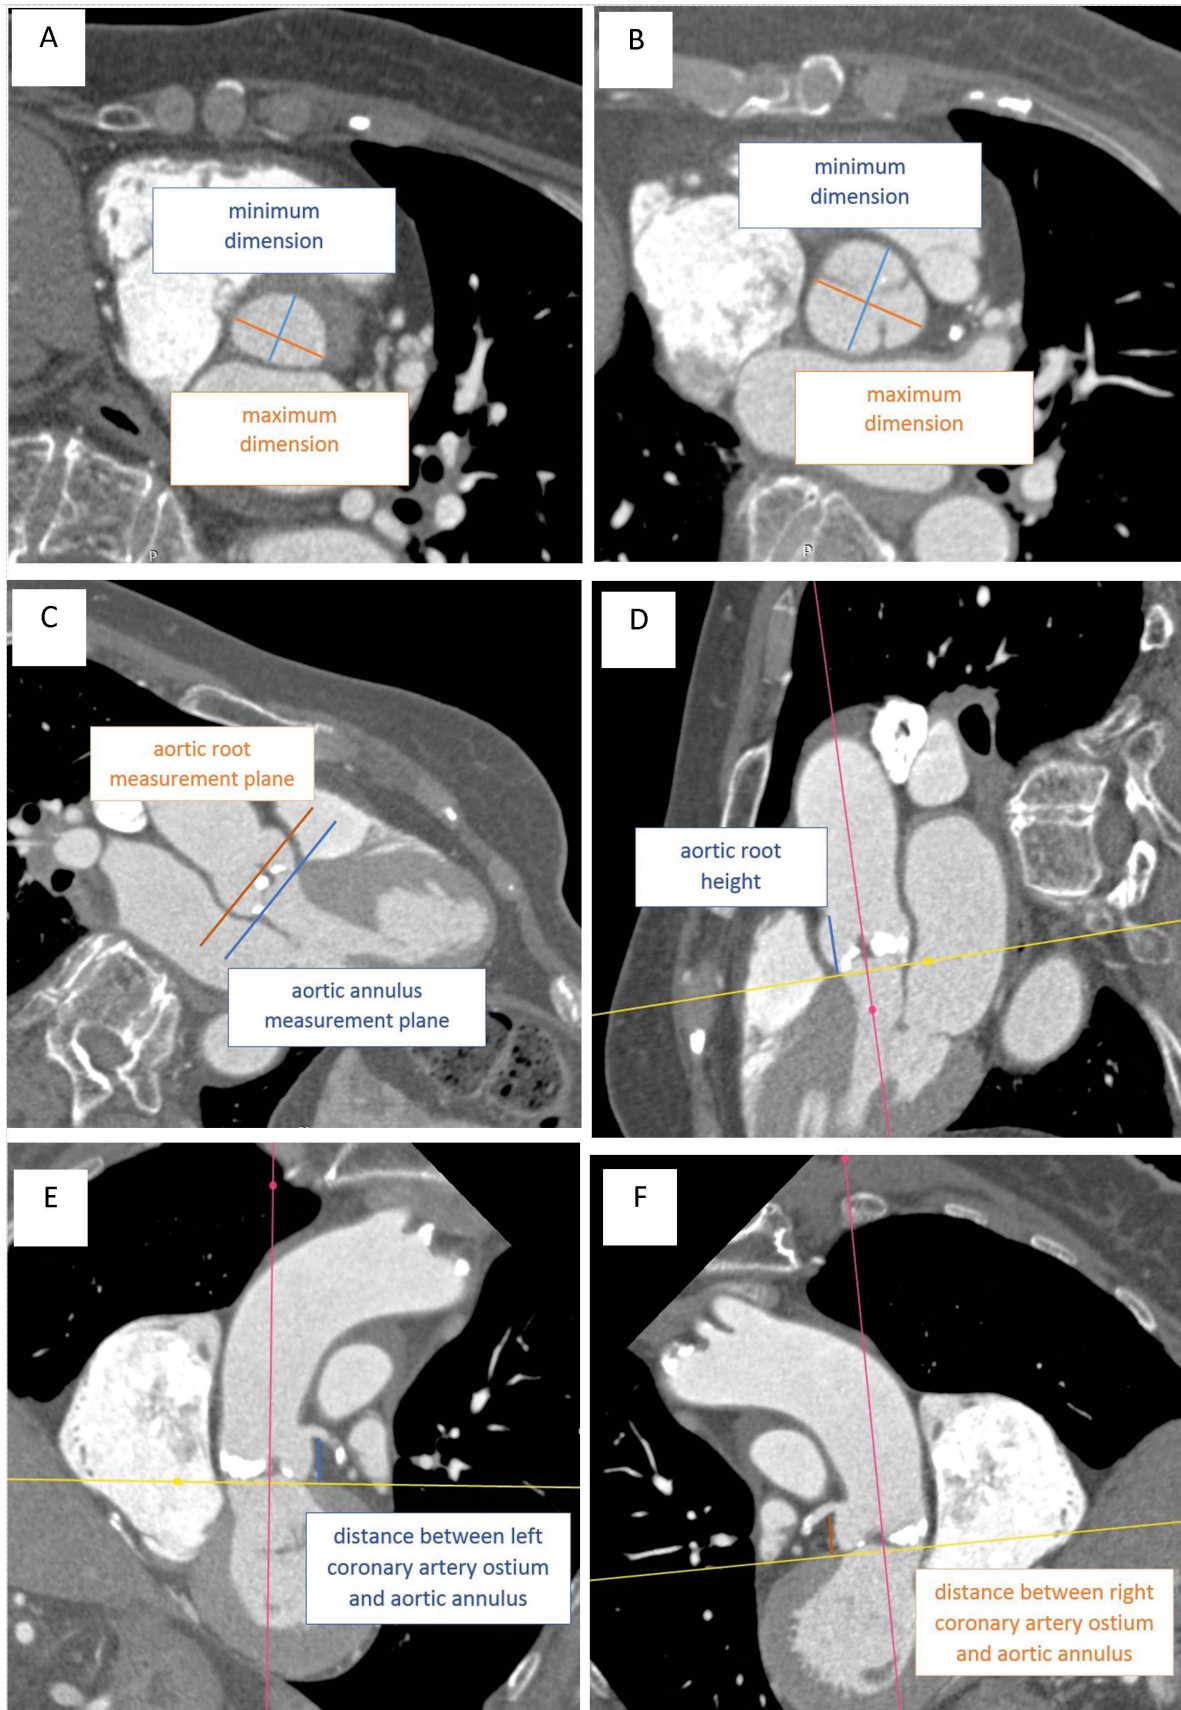 A
minimum
dimension
maximum
dimension
P
B
minimum
dimension
maximum
dimension
P
C
aortic root
measurement plane
aortic annulus
measurement plane
D
aortic root
height
E
distance between left
coronary artery ostium
and aortic annulus
F
distance between right
coronary artery ostium
and aortic annulus